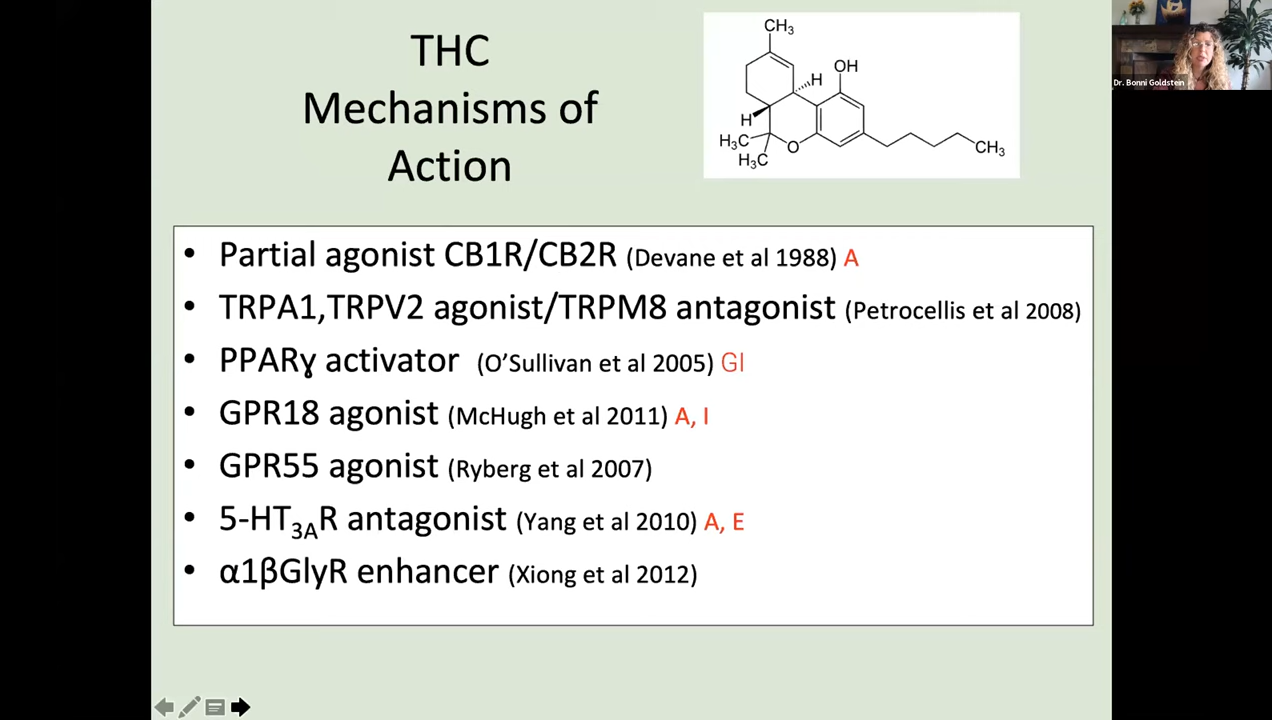 THC
Mechanisms of
Action
CH₃
OH
H
H
H₃C
H₃C
O
CH₃
Dr. Bonni Goldstein
• Partial agonist CB1R/CB2R (Devane et al 1988) A
• TRPA1,TRPV2 agonist/TRPM8 antagonist (Petrocellis et al 2008)
• PPARɣ activator (O’Sullivan et al 2005) GI
• GPR18 agonist (McHugh et al 2011) A, I
• GPR55 agonist (Ryberg et al 2007)
• 5-HT₃ₐR antagonist (Yang et al 2010) A, E
• α1βGlyR enhancer (Xiong et al 2012)